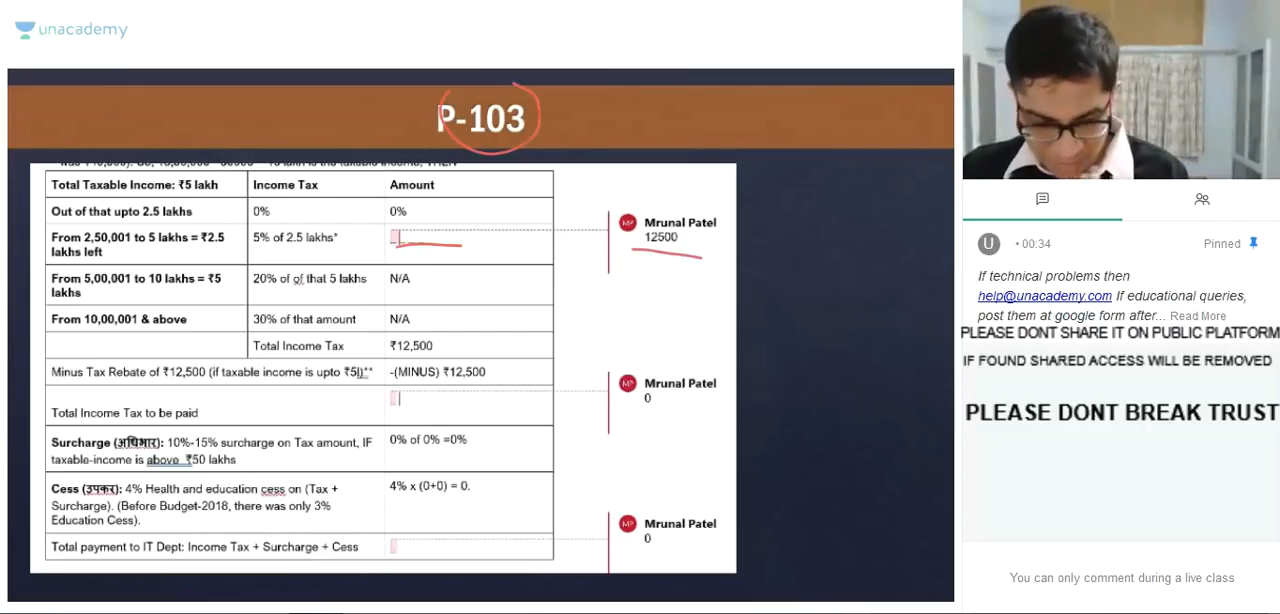 unacademy
P-103
Total Taxable Income: ₹5 lakh Income Tax Amount
Out of that upto 2.5 lakhs 0% 0%
From 2,50,001 to 5 lakhs = ₹2.5 5% of 2.5 lakhs*
lakhs left
From 5,00,001 to 10 lakhs = ₹5 20% of of that 5 lakhs N/A
lakhs
From 10,00,001 & above 30% of that amount N/A
Total Income Tax ₹12,500
Minus Tax Rebate of ₹12,500 (if taxable income is upto ₹5l)** -(MINUS) ₹12,500
Total Income Tax to be paid
Surcharge (अधिभार): 10%-15% surcharge on Tax amount, IF 0% of 0% =0%
taxable-income is above ₹50 lakhs
Cess (उपकर): 4% Health and education cess on (Tax + 4% x (0+0) = 0.
Surcharge). (Before Budget-2018, there was only 3%
Education Cess).
Total payment to IT Dept: Income Tax + Surcharge + Cess
MP Mrunal Patel
12500
MP Mrunal Patel
0
MP Mrunal Patel
0
U • 00:34 Pinned
If technical problems then
help@unacademy.com If educational queries,
post them at google form after... Read More
PLEASE DONT SHARE IT ON PUBLIC PLATFORM
IF FOUND SHARED ACCESS WILL BE REMOVED
PLEASE DONT BREAK TRUST
You can only comment during a live class